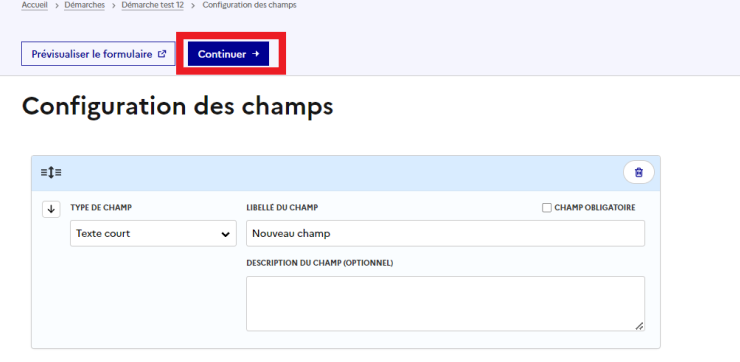 Accueil > Démarches > Démarche test 12 > Configuration des champs
Prévisualiser le formulaire
Continuer →
Configuration des champs
TYPE DE CHAMP
LIBELLÉ DU CHAMP
CHAMP OBLIGATOIRE
Texte court
Nouveau champ
DESCRIPTION DU CHAMP (OPTIONNEL)